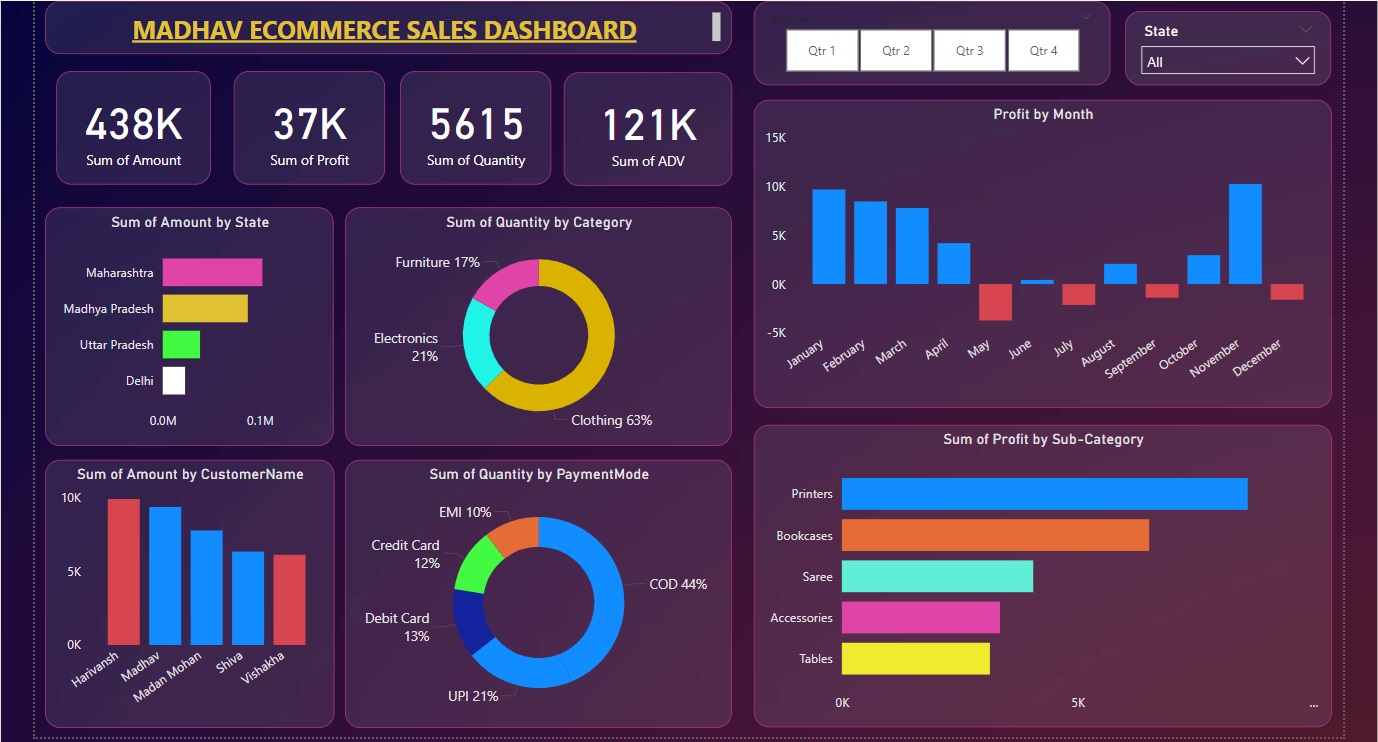 MADHAV ECOMMERCE SALES DASHBOARD
Qtr 1
Qtr 2
Qtr 3
Qtr 4
State
All
438K
Sum of Amount
37K
Sum of Profit
5615
Sum of Quantity
121K
Sum of ADV
Profit by Month
15K
10K
5K
0K
-5K
January
February
March
April
May
June
July
August
September
October
November
December
Sum of Amount by State
Maharashtra
Madhya Pradesh
Uttar Pradesh
Delhi
0.0M
0.1M
Sum of Quantity by Category
Furniture 17%
Electronics
21%
Clothing 63%
Sum of Amount by CustomerName
10K
5K
0K
Harivansh
Madhav
Madan Mohan
Shiva
Vishakha
Sum of Quantity by PaymentMode
EMI 10%
Credit Card
12%
COD 44%
Debit Card
13%
UPI 21%
Sum of Profit by Sub-Category
Printers
Bookcases
Saree
Accessories
Tables
0K
5K
...